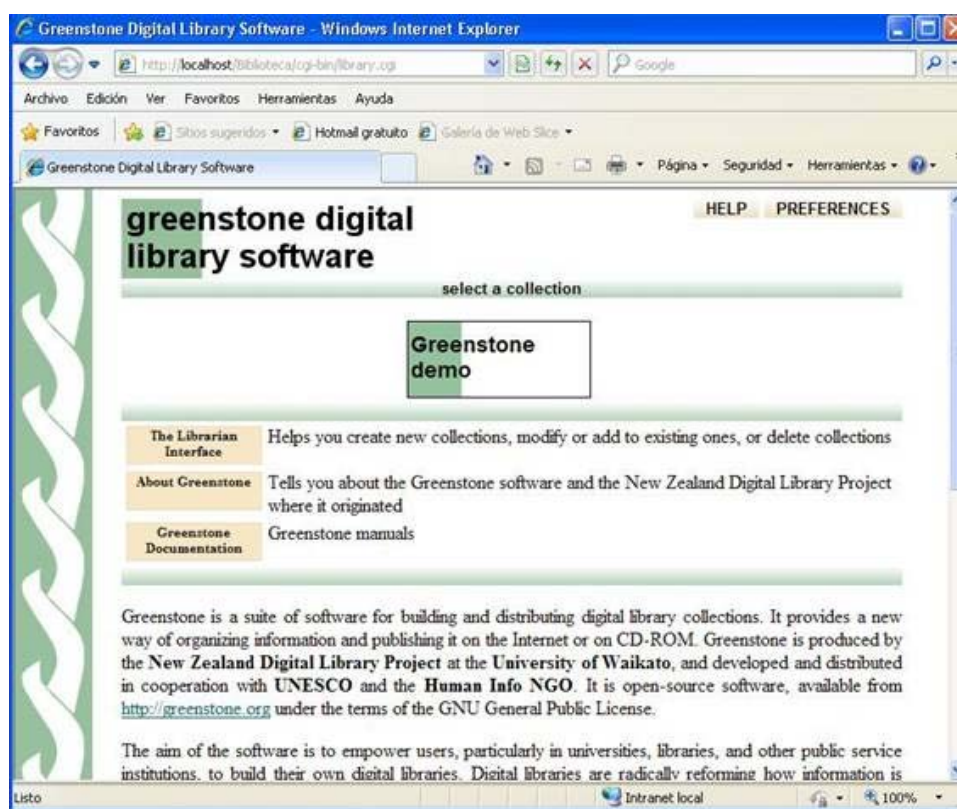 Greenstone Digital Library Software - Windows Internet Explorer
http://localhost/Biblioteca/cgi-bin/library.cgi
Google
Archivo Edición Ver Favoritos Herramientas Ayuda
Favoritos Sitios sugeridos Hotmail gratuito Galería de Web Slice
Greenstone Digital Library Software Página Seguridad Herramientas
HELP PREFERENCES
greenstone digital
library software
select a collection
Greenstone
demo
The Librarian
Interface
Helps you create new collections, modify or add to existing ones, or delete collections
About Greenstone
Tells you about the Greenstone software and the New Zealand Digital Library Project
where it originated
Greenstone
Documentation
Greenstone manuals
Greenstone is a suite of software for building and distributing digital library collections. It provides a new
way of organizing information and publishing it on the Internet or on CD-ROM. Greenstone is produced by
the New Zealand Digital Library Project at the University of Waikato, and developed and distributed
in cooperation with UNESCO and the Human Info NGO. It is open-source software, available from
http://greenstone.org under the terms of the GNU General Public License.
The aim of the software is to empower users, particularly in universities, libraries, and other public service
institutions, to build their own digital libraries. Digital libraries are radically reforming how information is
Listo Intranet local 100%